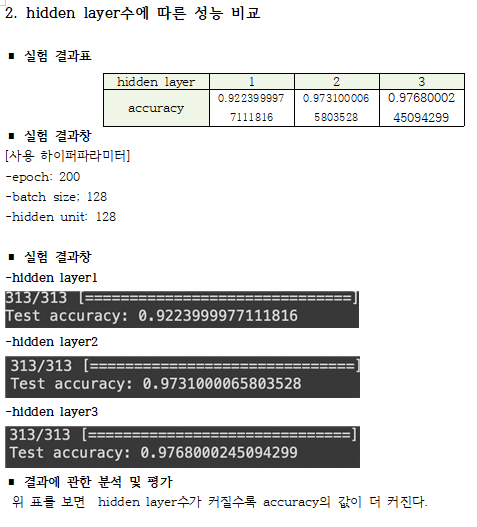 2. hidden layer수에 따른 성능 비교
▪ 실험 결과표
hidden layer 1 2 3
accuracy 0.922399997 0.973100006 0.97680002
7111816 5803528 45094299
▪ 실험 결과창
[사용 하이퍼파라미터]
-epoch: 200
-batch size; 128
-hidden unit: 128
▪ 실험 결과창
-hidden layer1
313/313 [==============================]
Test accuracy: 0.9223999977111816
-hidden layer2
313/313 [==============================]
Test accuracy: 0.9731000065803528
-hidden layer3
313/313 [==============================]
Test accuracy: 0.9768000245094299
▪ 결과에 관한 분석 및 평가
위 표를 보면 hidden layer수가 커질수록 accuracy의 값이 더 커진다.